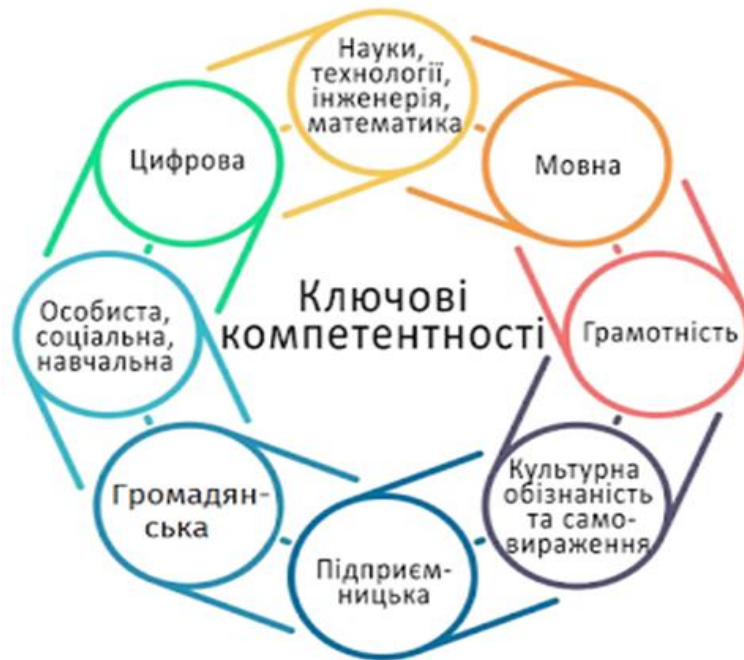 Науки,
технології,
інженерія,
математика
Мовна
Грамотність
Культурна
обізнаність
та само-
вираження
Підприєм-
ницька
Громадян-
ська
Особиста,
соціальна,
навчальна
Цифрова
Ключові
компетентності